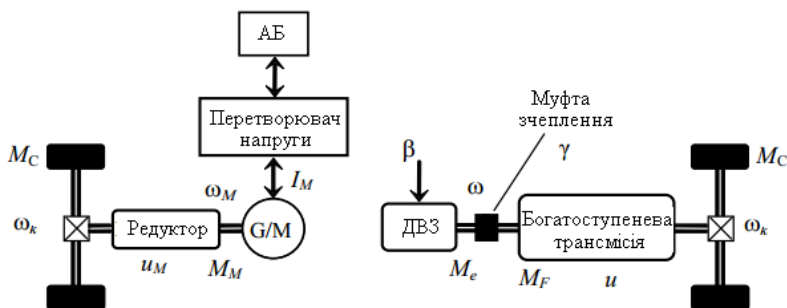 АБ
Перетворювач
напруги
M_C
ω_k
Редуктор
u_M
ω_M
M_M
I_M
G/M
Муфта
зчеплення
γ
β
ω
ДВЗ
M_e
M_F
Богатоступенева
трансмісія
u
M_C
ω_k